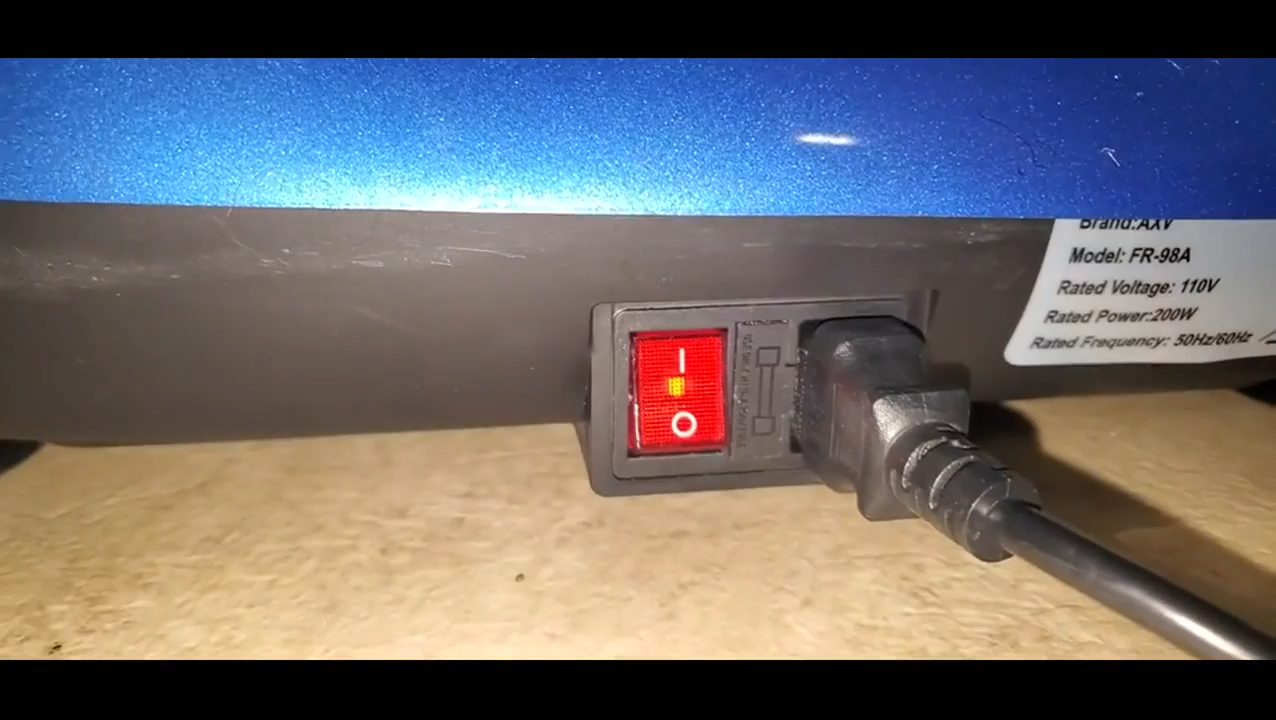 Brand:AXV
Model: FR-98A
Rated Voltage: 110V
Rated Power:200W
Rated Frequency: 50Hz/60Hz
I
O